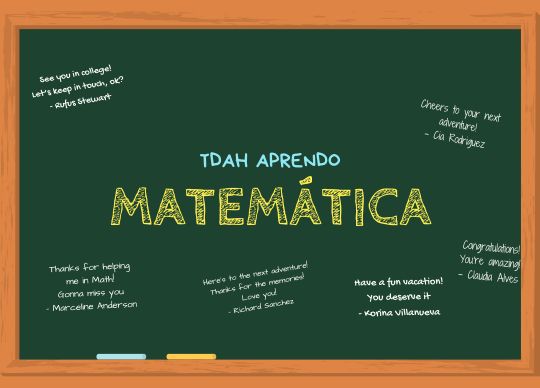 See you in college!
Let's keep in touch, ok?
- Rufus Stewart
Cheers to your next
adventure!
- Cia Rodriguez
TDAH APRENDO
MATEMÁTICA
Thanks for helping
me in Math!
Gonna miss you
- Marceline Anderson
Here's to the next adventure!
Thanks for the memories!
Love you!
- Richard Sanchez
Have a fun vacation!
You deserve it
- Korina Villanueva
Congratulations!
You're amazing!
- Claudia Alves